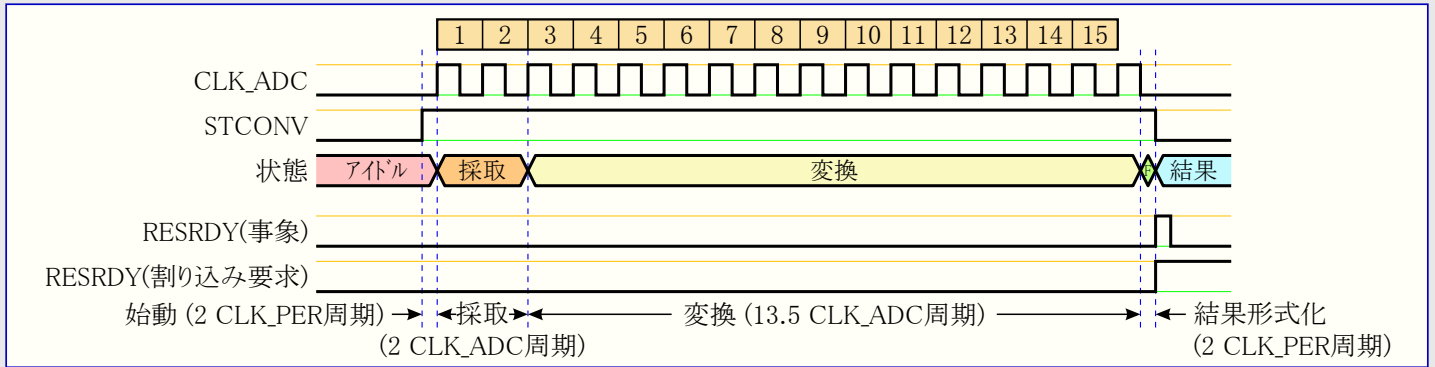 1 2 3 4 5 6 7 8 9 10 11 12 13 14 15
CLK_ADC
STCONV
状態 アイドル 採取 変換 F 結果
RESRDY(事象)
RESRDY(割り込み要求)
始動 (2 CLK_PER周期) 採取 変換 (13.5 CLK_ADC周期) 結果形式化
(2 CLK_ADC周期) (2 CLK_PER周期)